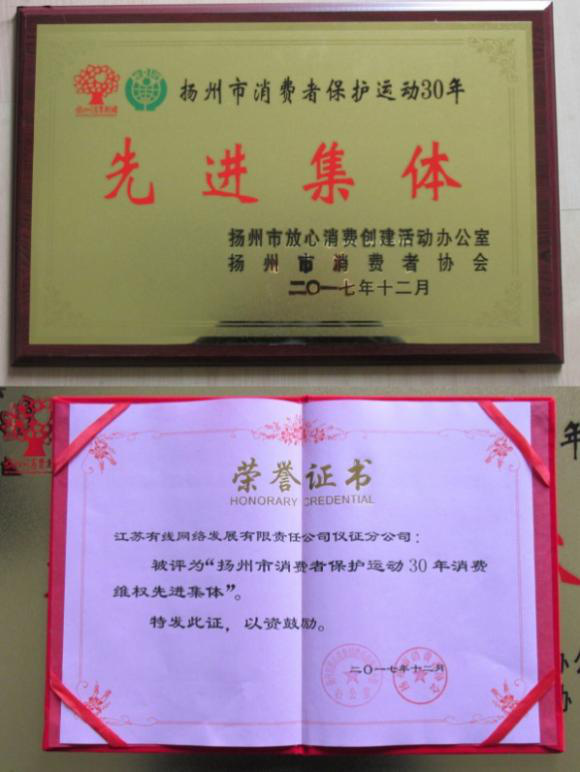 扬州市消费者保护运动30年
3·15
先进集体
扬州市放心消费创建活动办公室
扬州市消费者协会
二〇一七年十二月
荣誉证书
HONORARY CREDENTIAL
江苏有线网络发展有限责任公司仪征分公司：
被评为“扬州市消费者保护运动30年消费
维权先进集体”。
特发此证，以资鼓励。
二〇一七年十二月